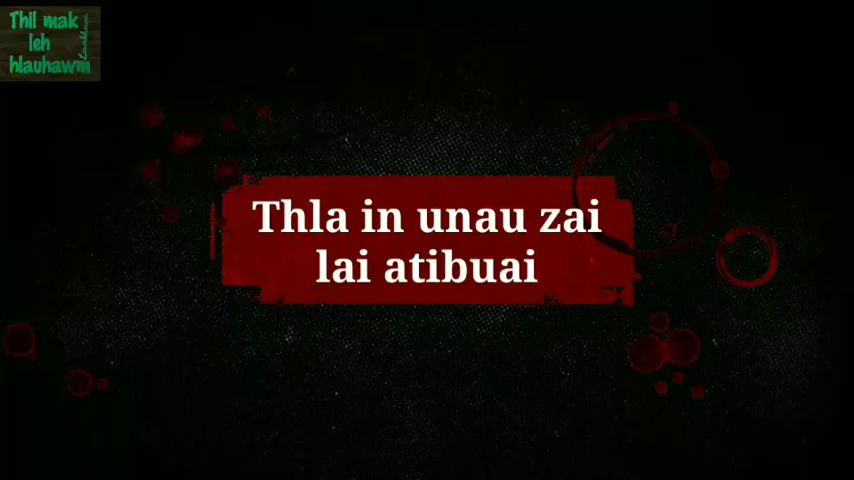 Thil mak
leh
hlauhawm
Thla in unau zai
lai atibuai